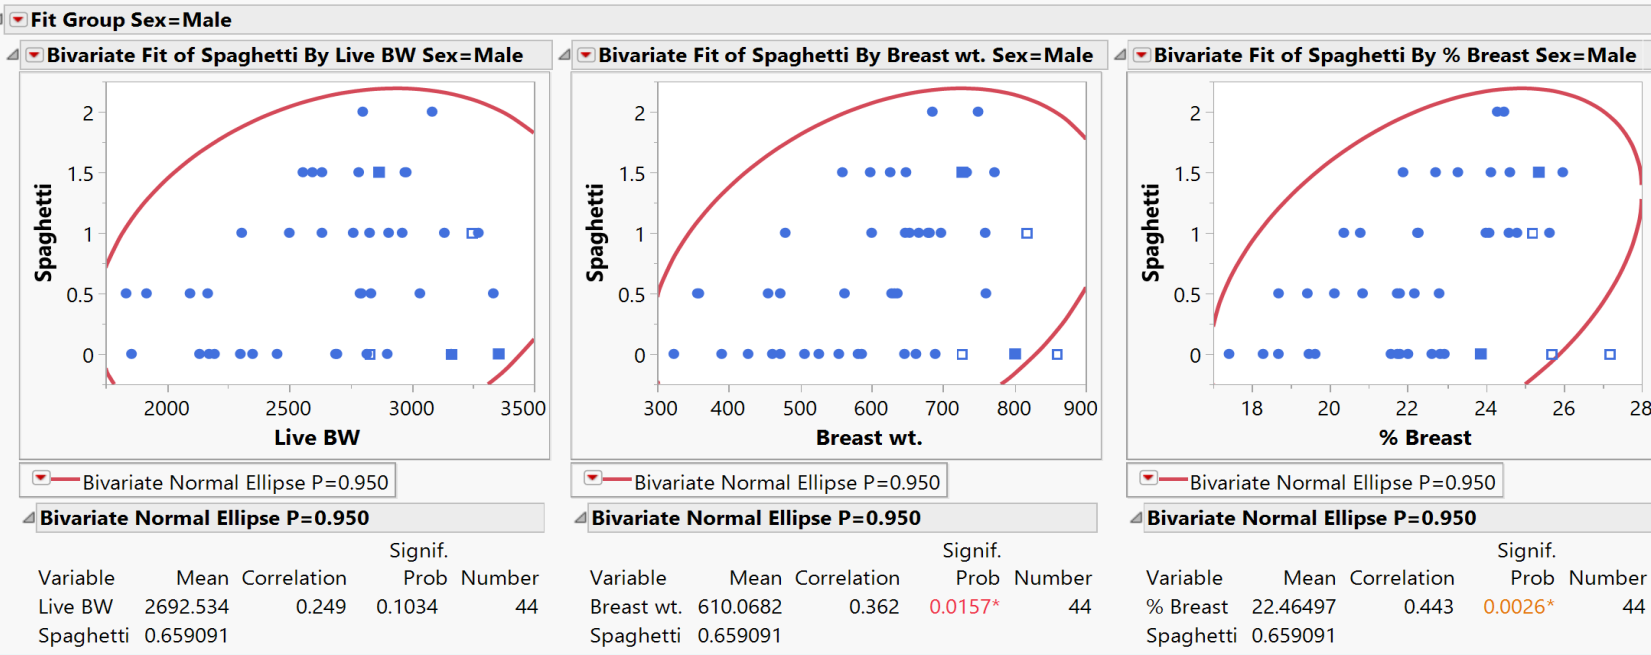 Fit Group Sex=Male
Bivariate Fit of Spaghetti By Live BW Sex=Male
Spaghetti
2
1.5
1
0.5
0
2000 2500 3000 3500
Live BW
Bivariate Normal Ellipse P=0.950
Bivariate Normal Ellipse P=0.950
Signif.
Variable Mean Correlation Prob Number
Live BW 2692.534 0.249 0.1034 44
Spaghetti 0.659091
Bivariate Fit of Spaghetti By Breast wt. Sex=Male
Spaghetti
2
1.5
1
0.5
0
300 400 500 600 700 800 900
Breast wt.
Bivariate Normal Ellipse P=0.950
Bivariate Normal Ellipse P=0.950
Signif.
Variable Mean Correlation Prob Number
Breast wt. 610.0682 0.362 0.0157* 44
Spaghetti 0.659091
Bivariate Fit of Spaghetti By % Breast Sex=Male
Spaghetti
2
1.5
1
0.5
0
18 20 22 24 26 28
% Breast
Bivariate Normal Ellipse P=0.950
Bivariate Normal Ellipse P=0.950
Signif.
Variable Mean Correlation Prob Number
% Breast 22.46497 0.443 0.0026* 44
Spaghetti 0.659091